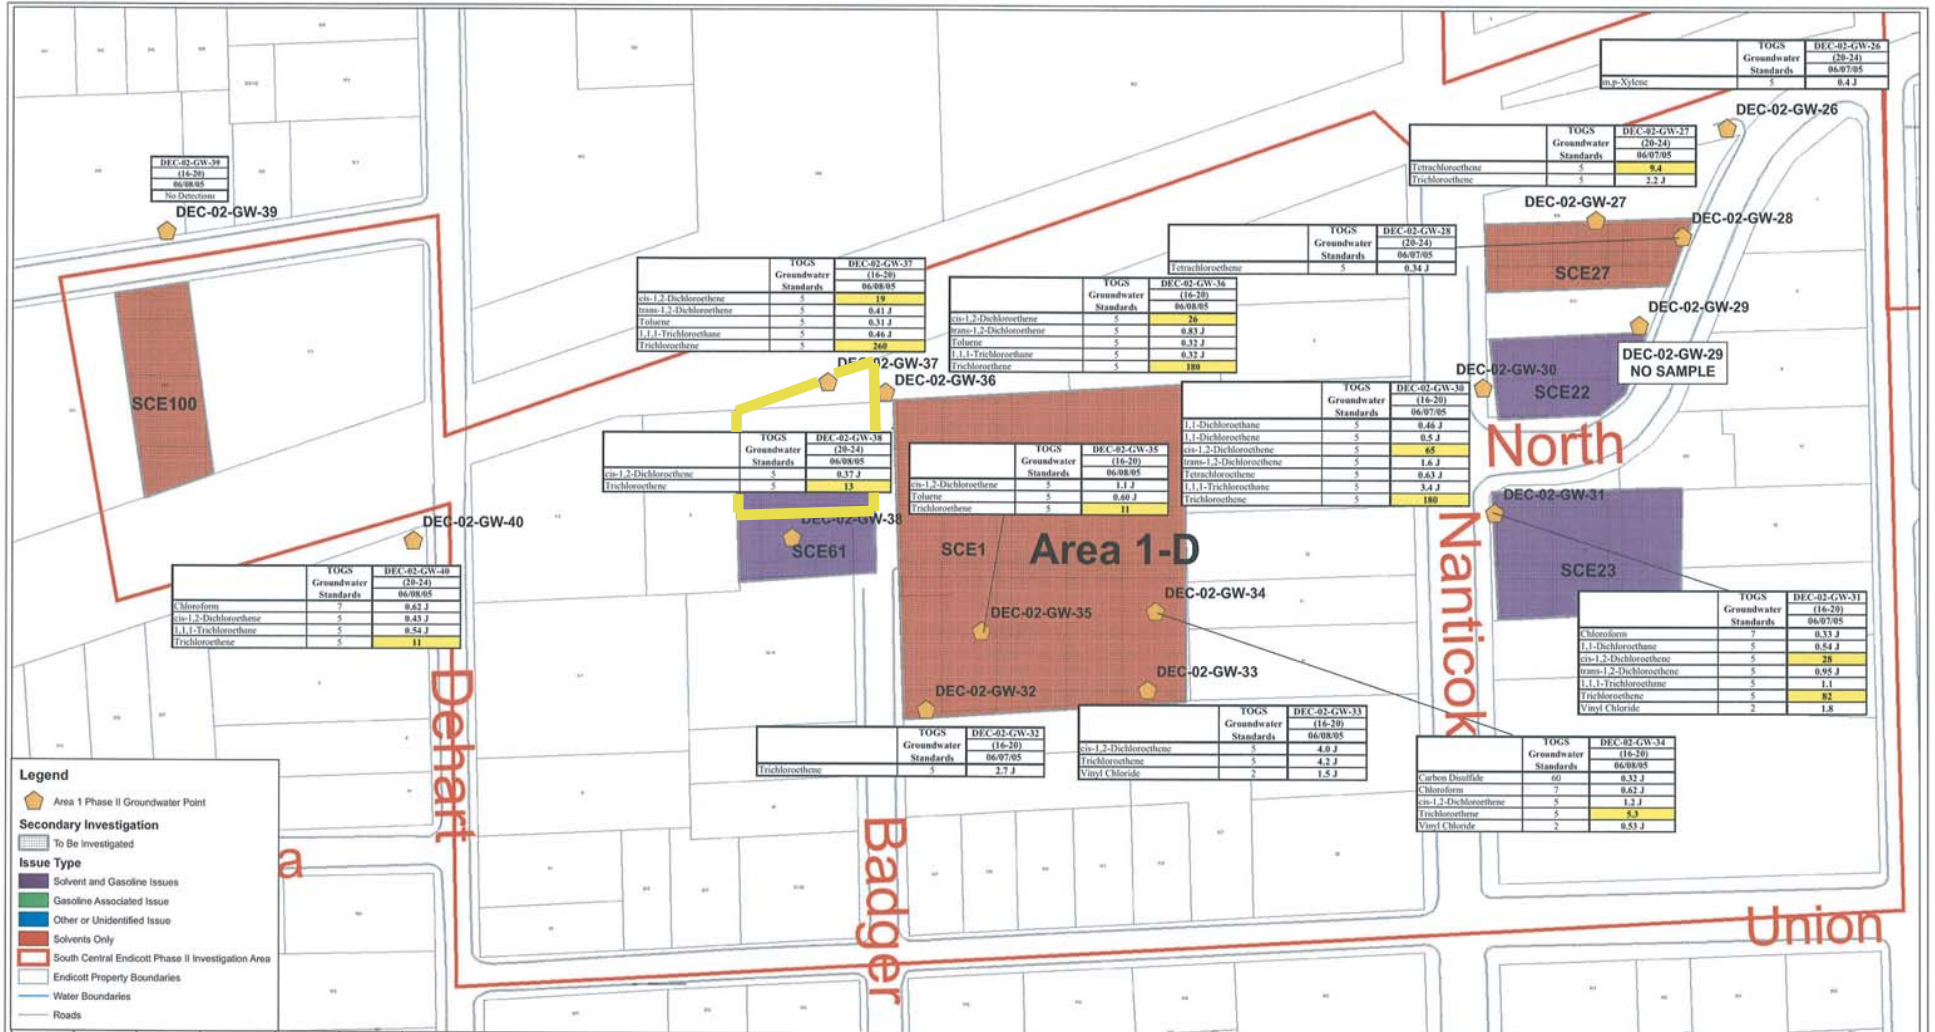 TOGS Groundwater Standards DEC-02-GW-26 (20-24) 06/07/05
m,p-Xylene 5 0.4 J
DEC-02-GW-26
TOGS Groundwater Standards DEC-02-GW-27 (20-24) 06/07/05
Tetrachloroethene 5 9.4
Trichloroethene 5 2.2 J
DEC-02-GW-39
(16-20)
06/08/05
No Detections
DEC-02-GW-39
DEC-02-GW-27
DEC-02-GW-28
TOGS Groundwater Standards DEC-02-GW-28 (20-24) 06/07/05
Tetrachloroethene 5 0.34 J
SCE27
TOGS Groundwater Standards DEC-02-GW-37 (16-20) 06/08/05
cis-1,2-Dichloroethene 5 19
trans-1,2-Dichloroethene 5 0.41 J
Toluene 5 0.31 J
1,1,1-Trichloroethane 5 0.46 J
Trichloroethene 5 260
TOGS Groundwater Standards DEC-02-GW-36 (16-20) 06/08/05
cis-1,2-Dichloroethene 5 26
trans-1,2-Dichloroethene 5 0.83 J
Toluene 5 0.32 J
1,1,1-Trichloroethane 5 0.32 J
Trichloroethene 5 180
DEC-02-GW-29
DEC-02-GW-29
NO SAMPLE
DEC-02-GW-37
DEC-02-GW-36
DEC-02-GW-30
SCE22
SCE100
TOGS Groundwater Standards DEC-02-GW-30 (16-20) 06/07/05
1,1-Dichloroethane 5 0.46 J
1,1-Dichloroethene 5 0.5 J
cis-1,2-Dichloroethene 5 65
trans-1,2-Dichloroethene 5 1.6 J
Tetrachloroethene 5 0.63 J
1,1,1-Trichloroethane 5 3.4 J
Trichloroethene 5 180
North
TOGS Groundwater Standards DEC-02-GW-38 (20-24) 06/08/05
cis-1,2-Dichloroethene 5 0.37 J
Trichloroethene 5 13
TOGS Groundwater Standards DEC-02-GW-35 (16-20) 06/08/05
cis-1,2-Dichloroethene 5 1.1 J
Toluene 5 0.60 J
Trichloroethene 5 11
DEC-02-GW-31
DEC-02-GW-40
DEC-02-GW-38
SCE61
SCE1
Area 1-D
SCE23
Nanticok
TOGS Groundwater Standards DEC-02-GW-40 (20-24) 06/08/05
Chloroform 7 0.62 J
cis-1,2-Dichloroethene 5 0.43 J
1,1,1-Trichloroethane 5 0.54 J
Trichloroethene 5 11
DEC-02-GW-34
DEC-02-GW-35
TOGS Groundwater Standards DEC-02-GW-31 (16-20) 06/07/05
Chloroform 7 0.33 J
1,1-Dichloroethane 5 0.54 J
cis-1,2-Dichloroethene 5 28
trans-1,2-Dichloroethene 5 0.95 J
1,1,1-Trichloroethane 5 1.1
Trichloroethene 5 82
Vinyl Chloride 2 1.8
DEC-02-GW-33
DEC-02-GW-32
Dehart
TOGS Groundwater Standards DEC-02-GW-32 (16-20) 06/07/05
Trichloroethene 5 2.7 J
TOGS Groundwater Standards DEC-02-GW-33 (16-20) 06/08/05
cis-1,2-Dichloroethene 5 4.0 J
Trichloroethene 5 4.2 J
Vinyl Chloride 2 1.5 J
TOGS Groundwater Standards DEC-02-GW-34 (16-20) 06/08/05
Carbon Disulfide 60 0.32 J
Chloroform 7 0.62 J
cis-1,2-Dichloroethene 5 1.2 J
Trichloroethene 5 5.3
Vinyl Chloride 2 0.53 J
Badger
Union
a
Legend
Area 1 Phase II Groundwater Point
Secondary Investigation
To Be Investigated
Issue Type
Solvent and Gasoline Issues
Gasoline Associated Issue
Other or Unidentified Issue
Solvents Only
South Central Endicott Phase II Investigation Area
Endicott Property Boundaries
Water Boundaries
Roads